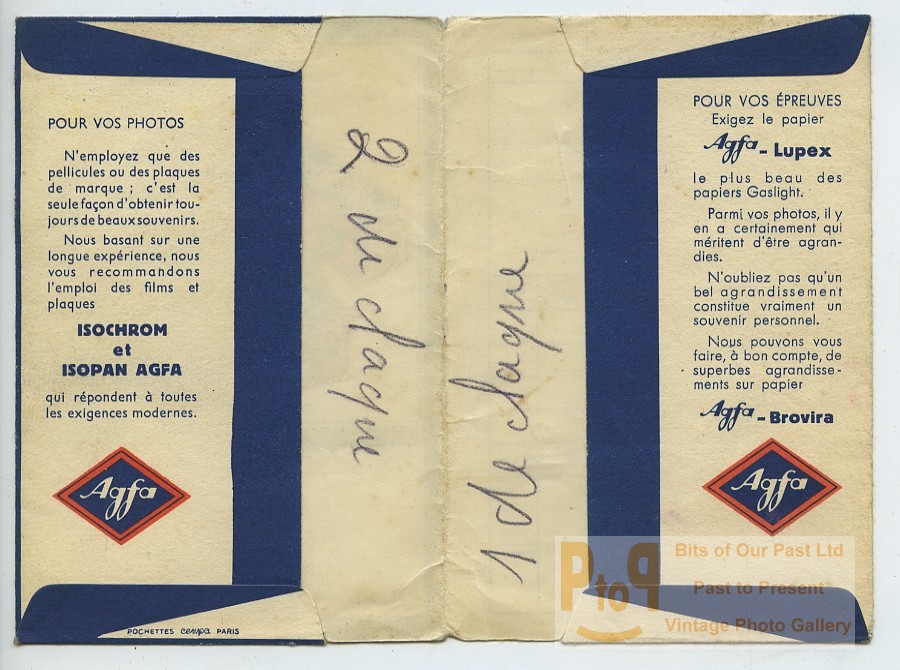 POUR VOS PHOTOS
N'employez que des
pellicules ou des plaques
de marque ; c'est la
seule façon d'obtenir tou-
jours de beaux souvenirs.
Nous basant sur une
longue expérience, nous
vous recommandons
l'emploi des films et
plaques
ISOCHROM
et
ISOPAN AGFA
qui répondent à toutes
les exigences modernes.
Agfa
POCHETTES cenpa PARIS
2 de claque
1 de claque
POUR VOS ÉPREUVES
Exigez le papier
Agfa - Lupex
le plus beau des
papiers Gaslight.
Parmi vos photos, il y
en a certainement qui
méritent d'être agran-
dies.
N'oubliez pas qu'un
bel agrandissement
constitue vraiment un
souvenir personnel.
Nous pouvons vous
faire, à bon compte, de
superbes agrandisse-
ments sur papier
Agfa - Brovira
Agfa
PtoP
Bits of Our Past Ltd
Past to Present
Vintage Photo Gallery